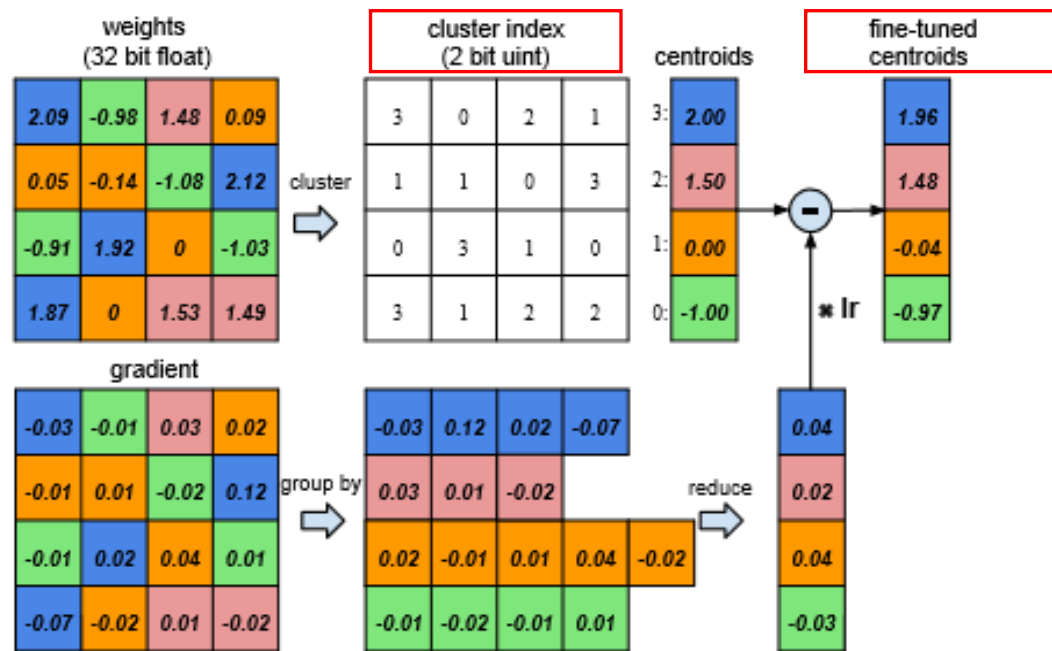 weights
(32 bit float)
cluster index
(2 bit uint)
centroids
fine-tuned
centroids
2.09 -0.98 1.48 0.09
3 0 2 1
3: 2.00
1.96
0.05 -0.14 -1.08 2.12
cluster
1 1 0 3
2: 1.50
1.48
-0.91 1.92 0 -1.03
0 3 1 0
1: 0.00
-0.04
1.87 0 1.53 1.49
3 1 2 2
0: -1.00
-0.97
× lr
gradient
-0.03 -0.01 0.03 0.02
-0.03 0.12 0.02 -0.07
0.04
-0.01 0.01 -0.02 0.12
group by
0.03 0.01 -0.02
reduce
0.02
-0.01 0.02 0.04 0.01
0.02 -0.01 0.01 0.04 -0.02
0.04
-0.07 -0.02 0.01 -0.02
-0.01 -0.02 -0.01 0.01
-0.03